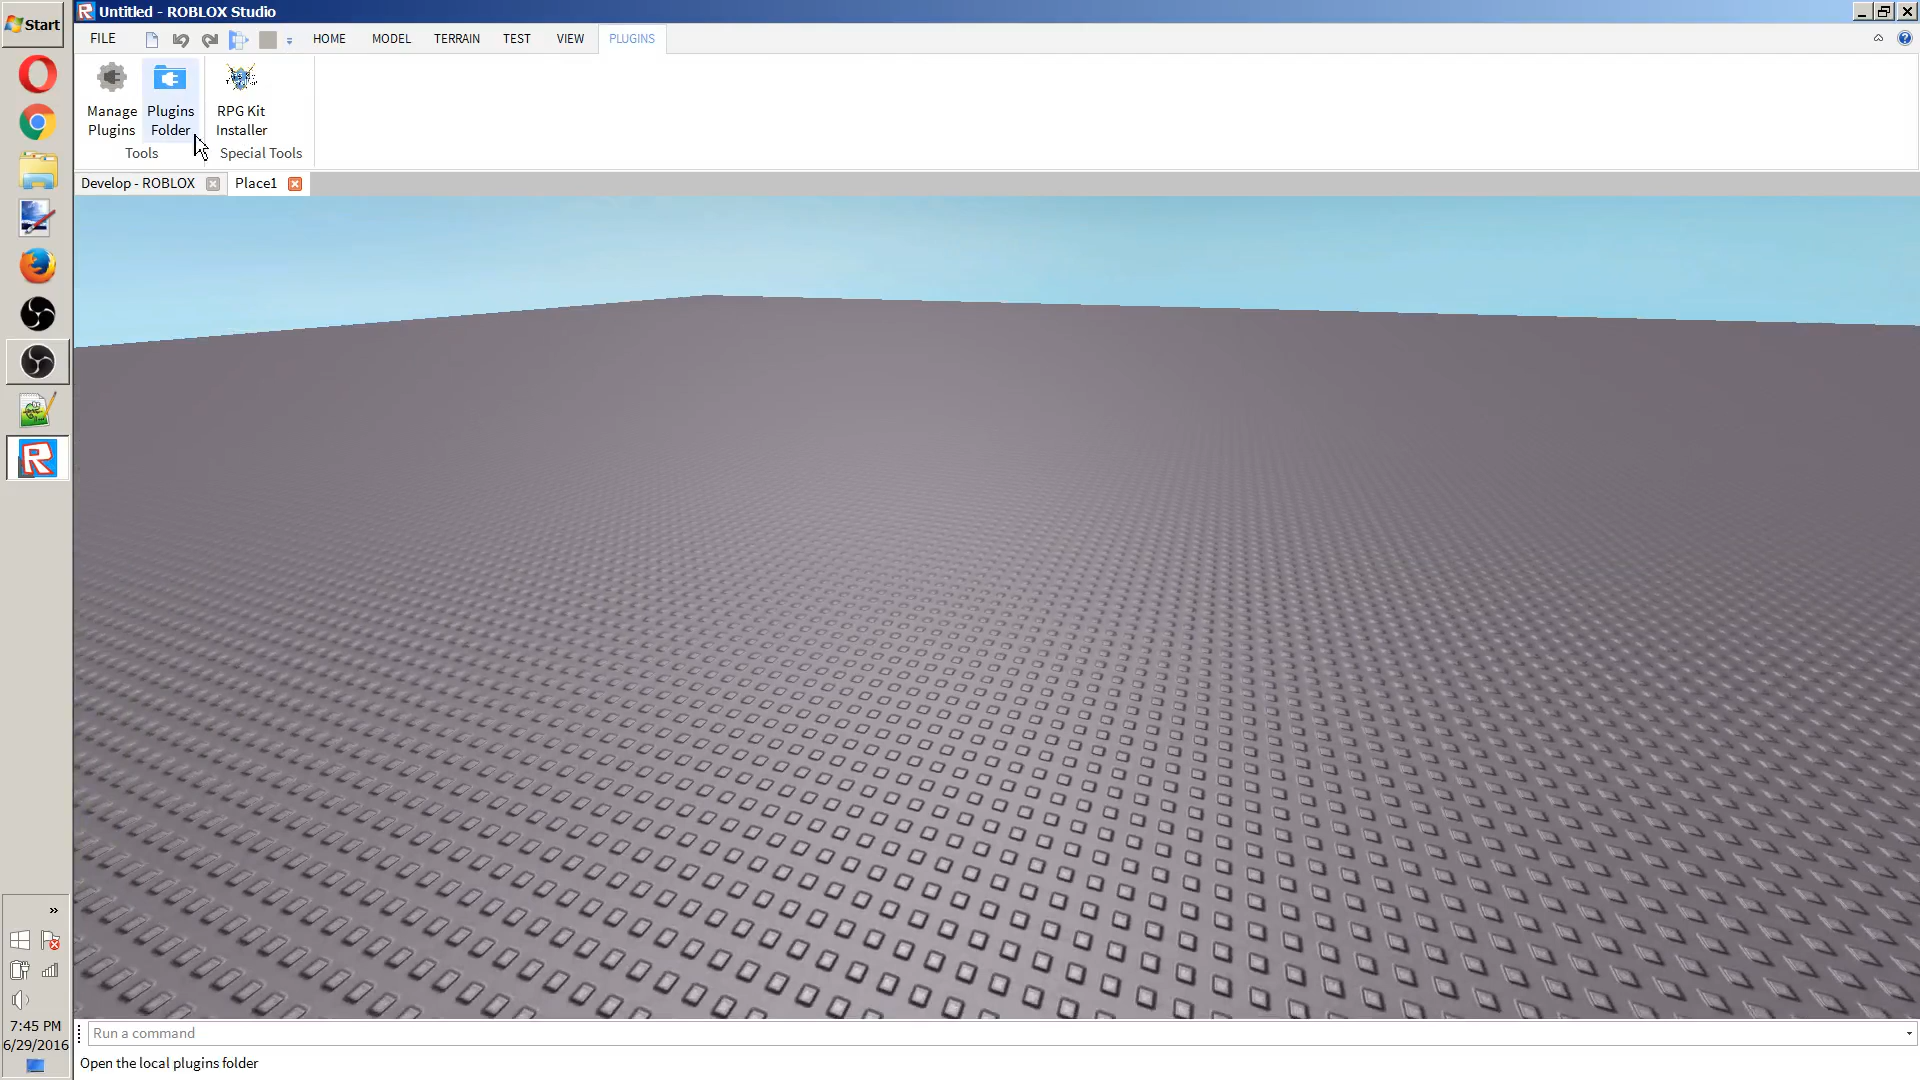 Start
Untitled - ROBLOX Studio
FILE
HOME
MODEL
TERRAIN
TEST
VIEW
PLUGINS
Manage
Plugins
Plugins
Folder
RPG Kit
Installer
Tools
Special Tools
Develop - ROBLOX
Place1
7:45 PM
6/29/2016
Run a command
Open the local plugins folder